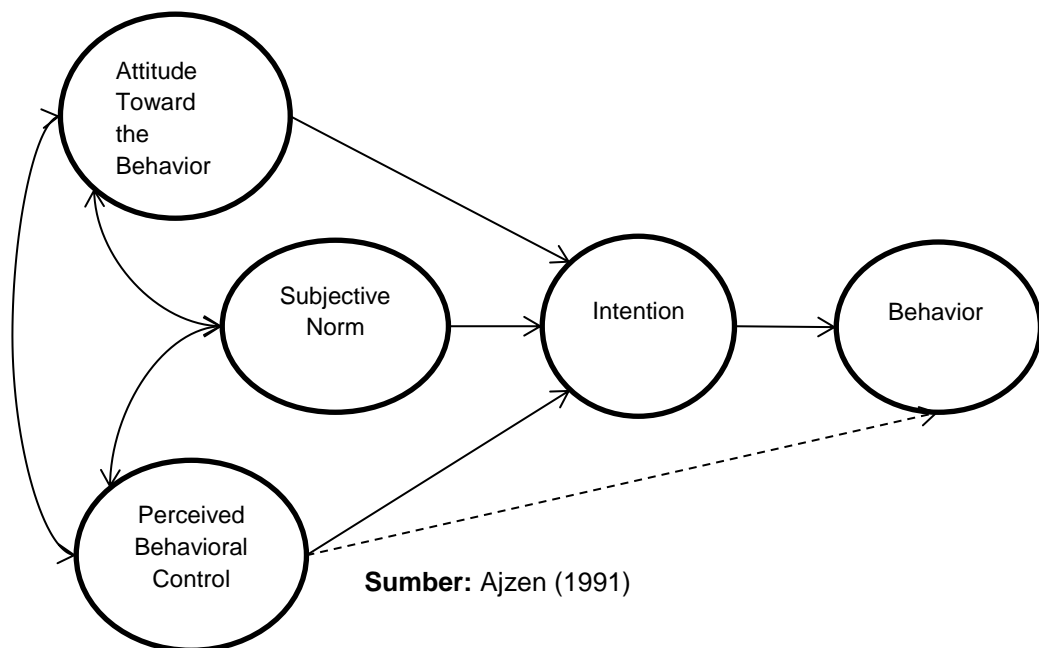 Attitude
Toward
the
Behavior
Subjective
Norm
Intention
Behavior
Perceived
Behavioral
Control
Sumber: Ajzen (1991)